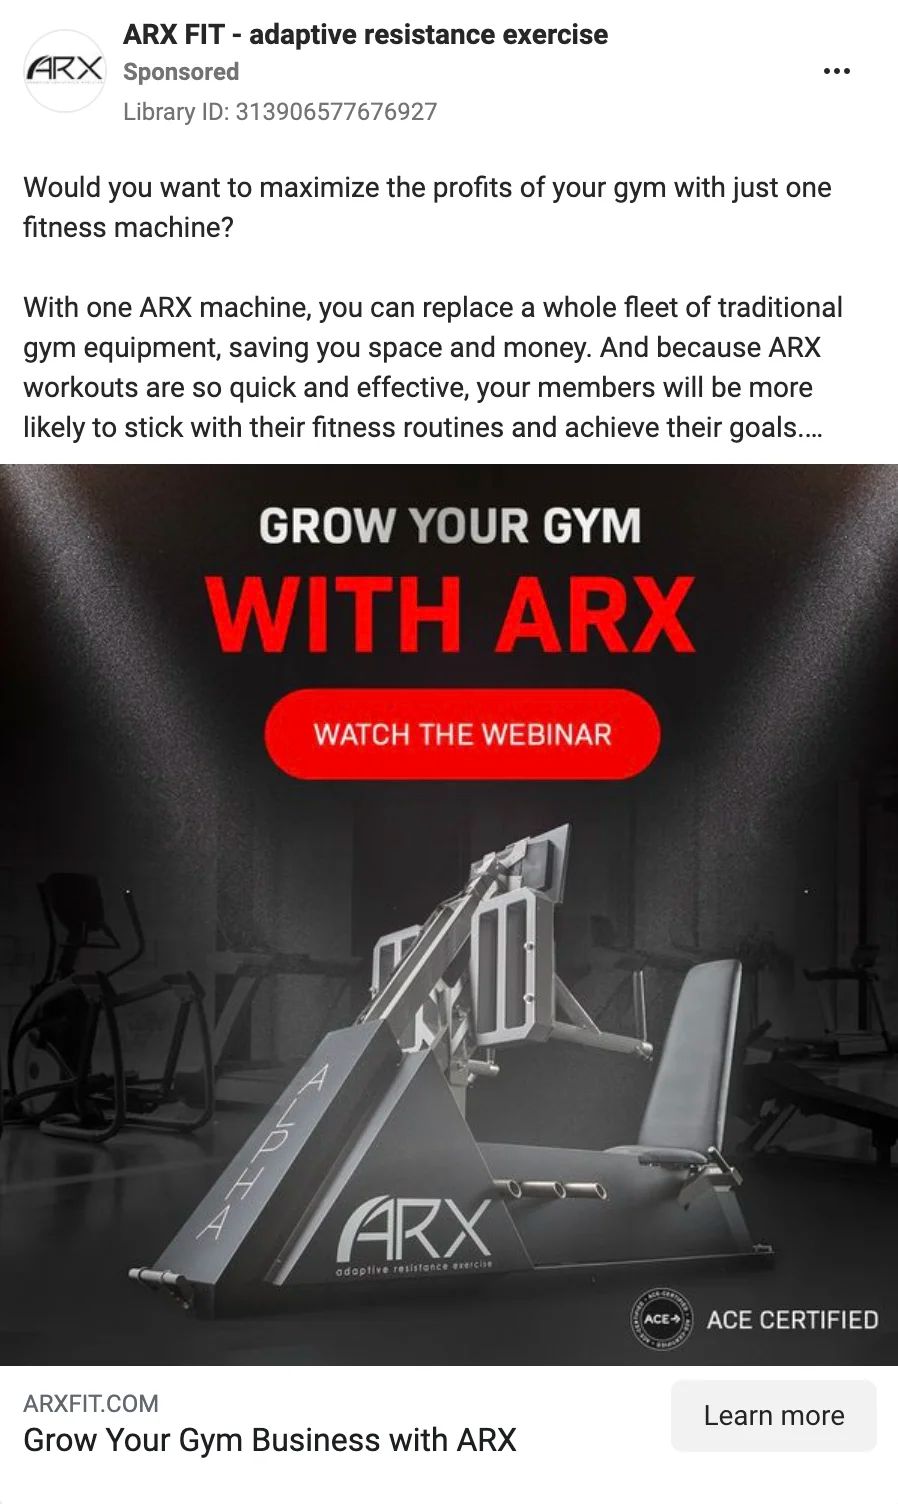 ARX
ARX FIT - adaptive resistance exercise
Sponsored
Library ID: 313906577676927
Would you want to maximize the profits of your gym with just one
fitness machine?
With one ARX machine, you can replace a whole fleet of traditional
gym equipment, saving you space and money. And because ARX
workouts are so quick and effective, your members will be more
likely to stick with their fitness routines and achieve their goals....
GROW YOUR GYM
WITH ARX
WATCH THE WEBINAR
ALPHA
ARX
adaptive resistance exercise
ACE
ACE CERTIFIED
ARXFIT.COM
Grow Your Gym Business with ARX
Learn more